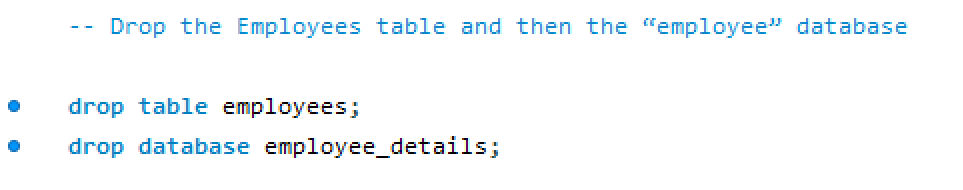 -- Drop the Employees table and then the “employee” database
drop table employees;
drop database employee_details;